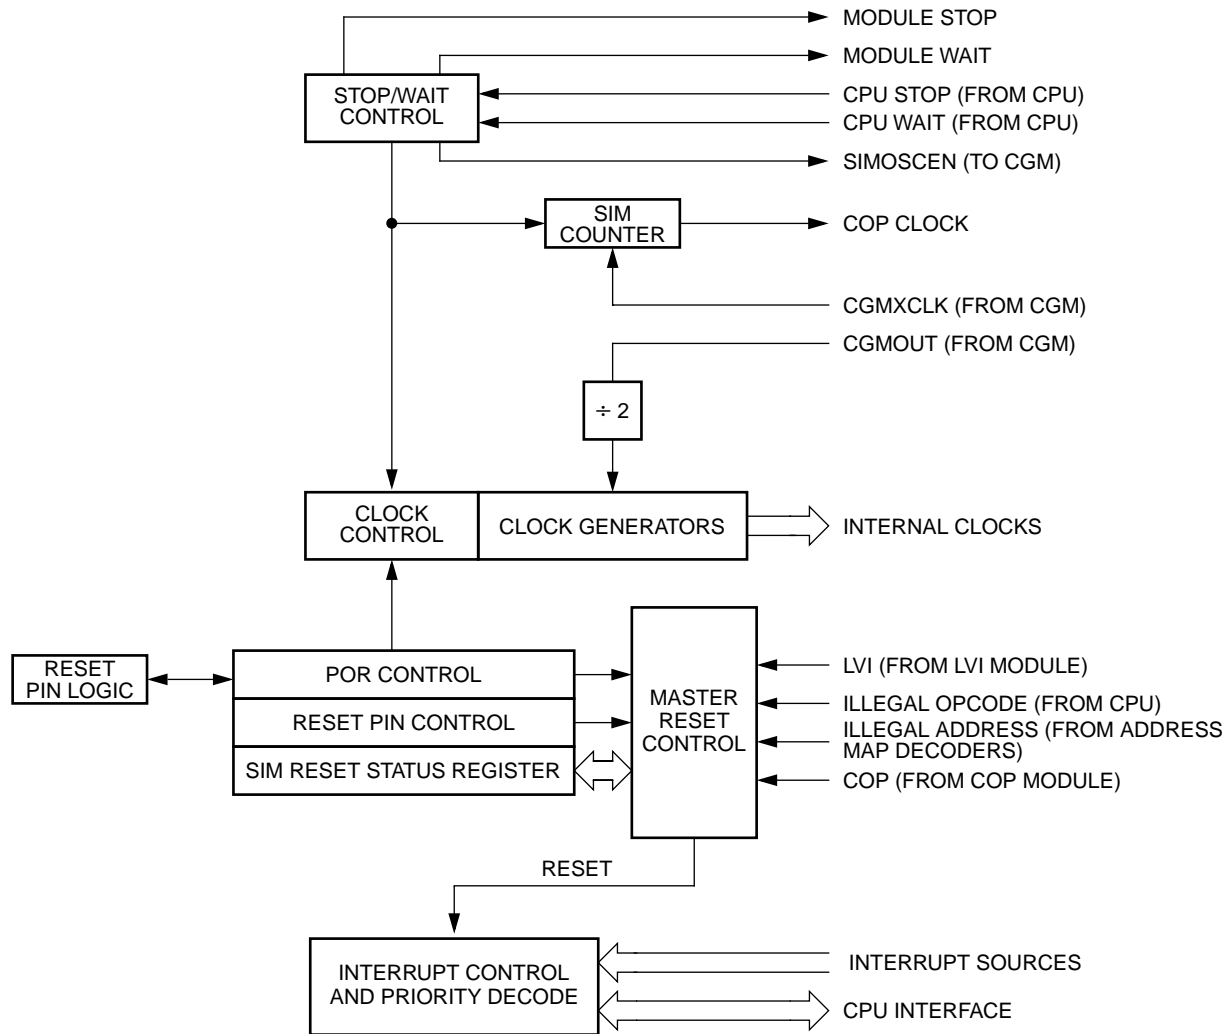 MODULE STOP
MODULE WAIT
STOP/WAIT
CONTROL
CPU STOP (FROM CPU)
CPU WAIT (FROM CPU)
SIMOSCEN (TO CGM)
SIM
COUNTER
COP CLOCK
CGMXCLK (FROM CGM)
CGMOUT (FROM CGM)
÷ 2
CLOCK
CONTROL
CLOCK GENERATORS
INTERNAL CLOCKS
RESET
PIN LOGIC
POR CONTROL
RESET PIN CONTROL
SIM RESET STATUS REGISTER
MASTER
RESET
CONTROL
LVI (FROM LVI MODULE)
ILLEGAL OPCODE (FROM CPU)
ILLEGAL ADDRESS (FROM ADDRESS
MAP DECODERS)
COP (FROM COP MODULE)
RESET
INTERRUPT CONTROL
AND PRIORITY DECODE
INTERRUPT SOURCES
CPU INTERFACE